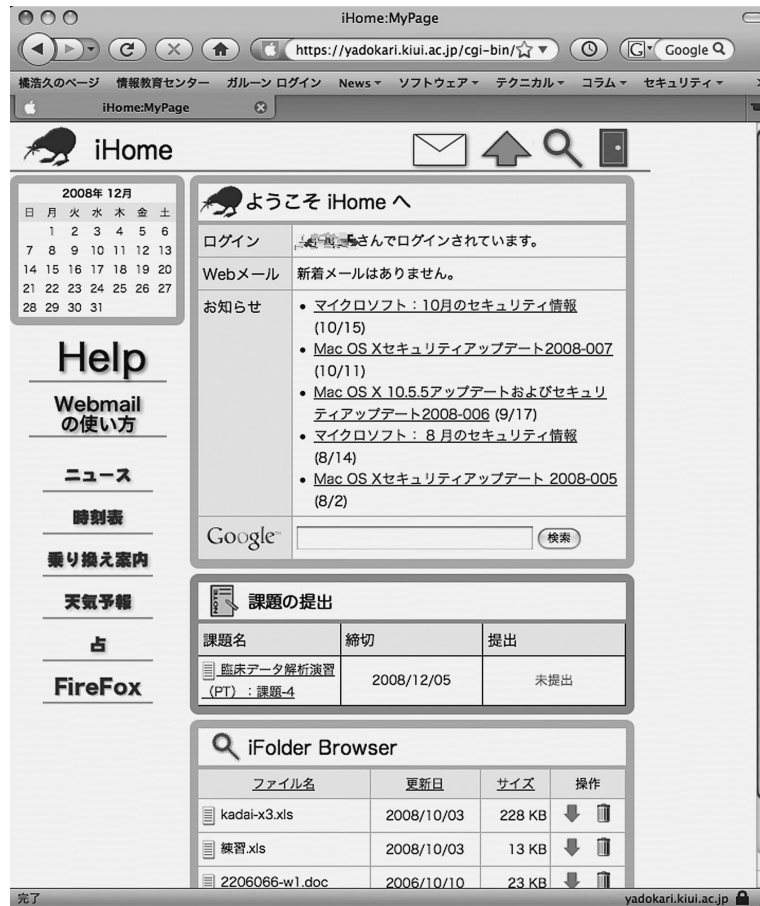 iHome:MyPage
https://yadokari.kiui.ac.jp/cgi-bin/
G
Google
橘浩久のページ 情報教育センター ガルーン ログイン News ソフトウェア テクニカル コラム セキュリティ
iHome:MyPage
iHome
2008年 12月
日 月 火 水 木 金 土
1 2 3 4 5 6
7 8 9 10 11 12 13
14 15 16 17 18 19 20
21 22 23 24 25 26 27
28 29 30 31
Help
Webmail
の使い方
ニュース
時刻表
乗り換え案内
天気予報
占
FireFox
ようこそ iHome へ
ログイン さんでログインされています。
Webメール 新着メールはありません。
お知らせ
• マイクロソフト：10月のセキュリティ情報
(10/15)
• Mac OS Xセキュリティアップデート2008-007
(10/11)
• Mac OS X 10.5.5アップデートおよびセキュリ
ティアップデート2008-006 (9/17)
• マイクロソフト： 8 月のセキュリティ情報
(8/14)
• Mac OS Xセキュリティアップデート 2008-005
(8/2)
Google 検索
課題の提出
課題名 締切 提出
臨床データ解析演習
（PT）：課題-4 2008/12/05 未提出
iFolder Browser
ファイル名 更新日 サイズ 操作
kadai-x3.xls 2008/10/03 228 KB
練習.xls 2008/10/03 13 KB
2206066-w1.doc 2006/10/10 23 KB
完了 yadokari.kiui.ac.jp